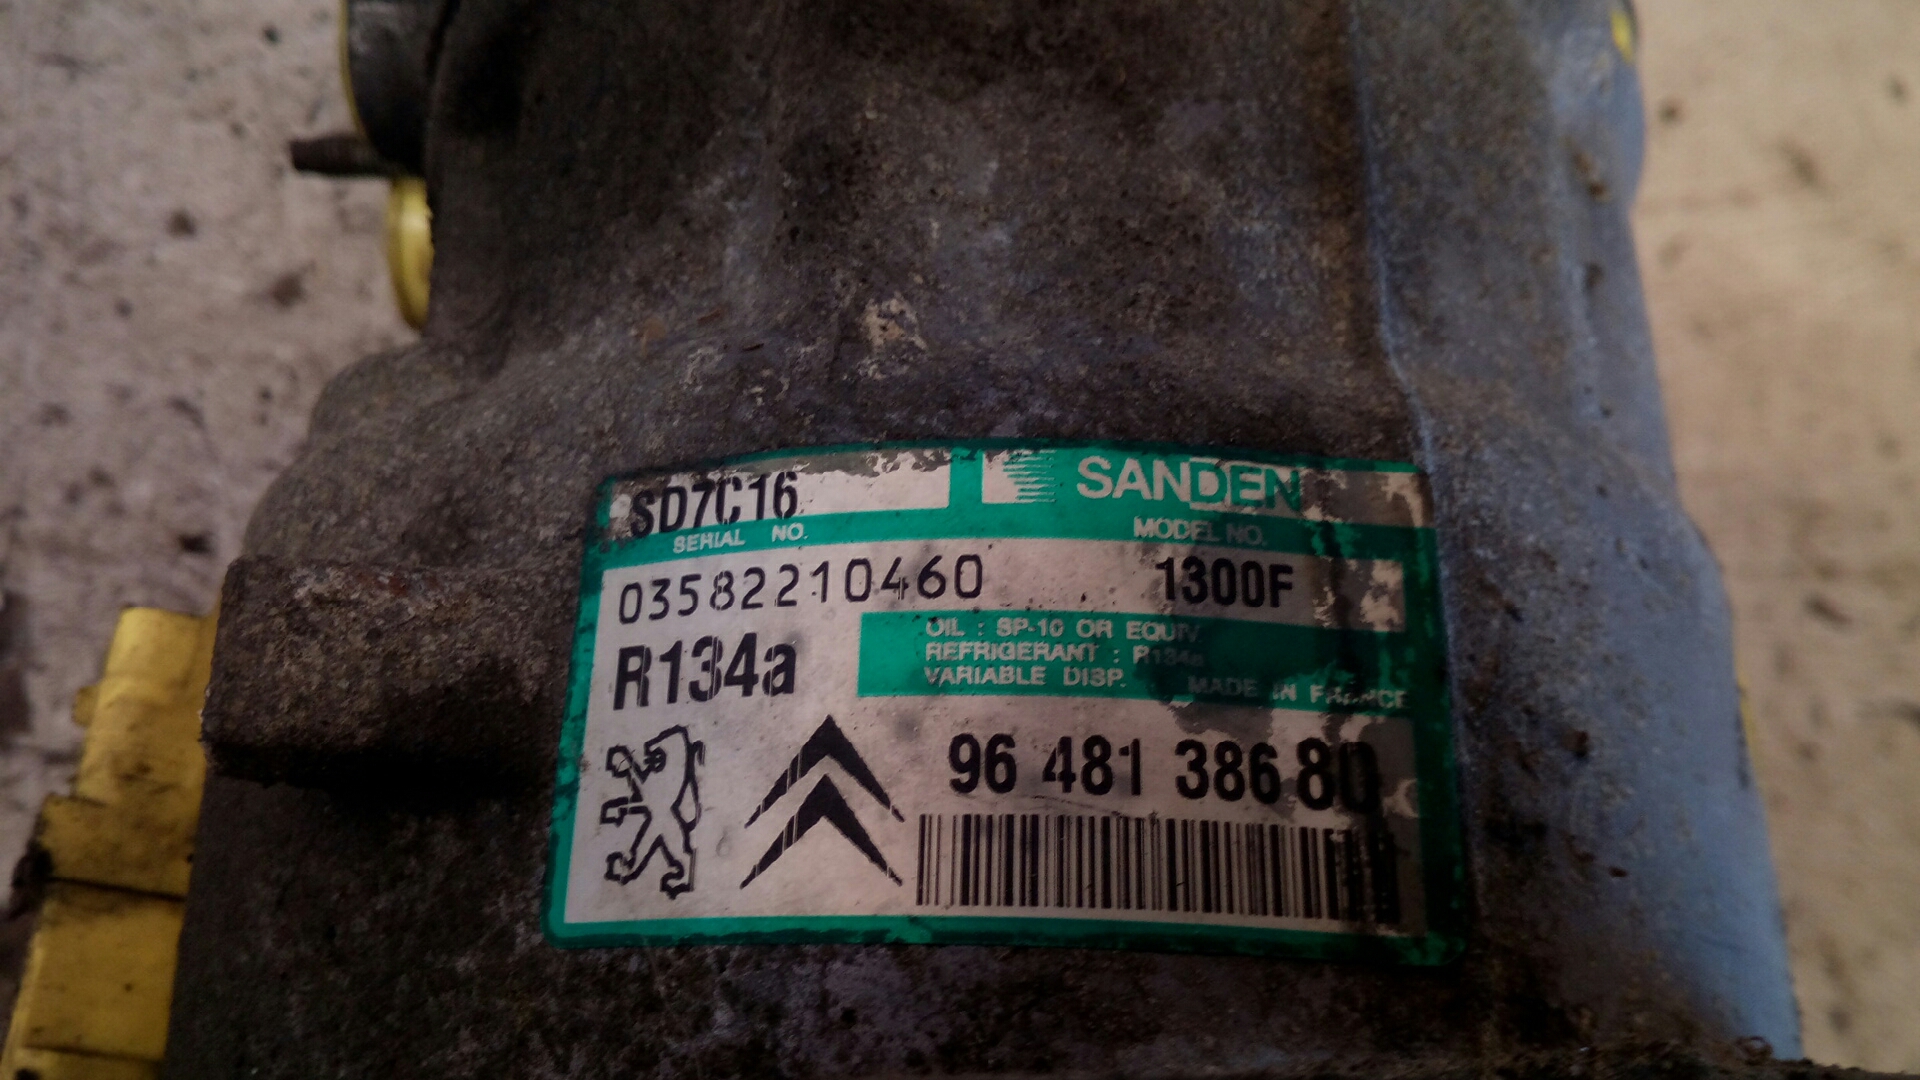 SD7C16 SANDEN
SERIAL NO. MODEL NO.
03582210460 1300F
R134a
OIL : SP-10 OR EQUIV.
REFRIGERANT : R134a
VARIABLE DISP. MADE IN FRANCE
96 481 386 80